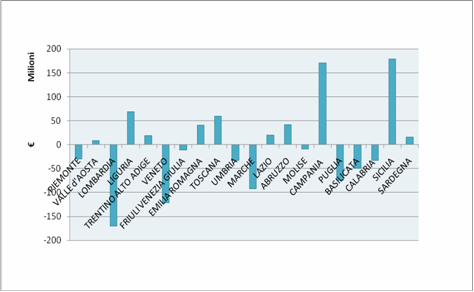 Milioni
€
200
150
100
50
0
-50
-100
-150
-200
PIEMONTE
VALLE d'AOSTA
LOMBARDIA
LIGURIA
TRENTINO ALTO ADIGE
VENETO
FRIULI VENEZIA GIULIA
EMILIA ROMAGNA
TOSCANA
UMBRIA
MARCHE
LAZIO
ABRUZZO
MOLISE
CAMPANIA
PUGLIA
BASILICATA
CALABRIA
SICILIA
SARDEGNA